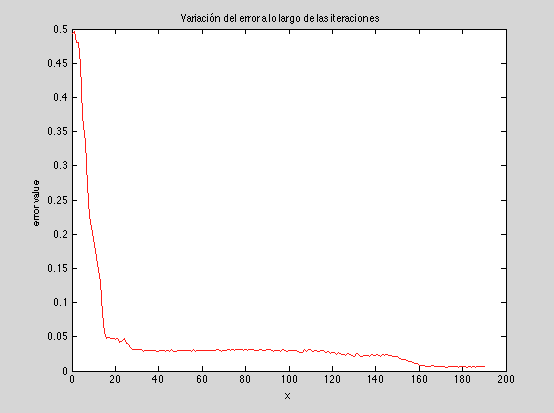 Variación del error a lo largo de las iteraciones
0.5
0.45
0.4
0.35
0.3
0.25
0.2
0.15
0.1
0.05
0
error value
0 20 40 60 80 100 120 140 160 180 200
x